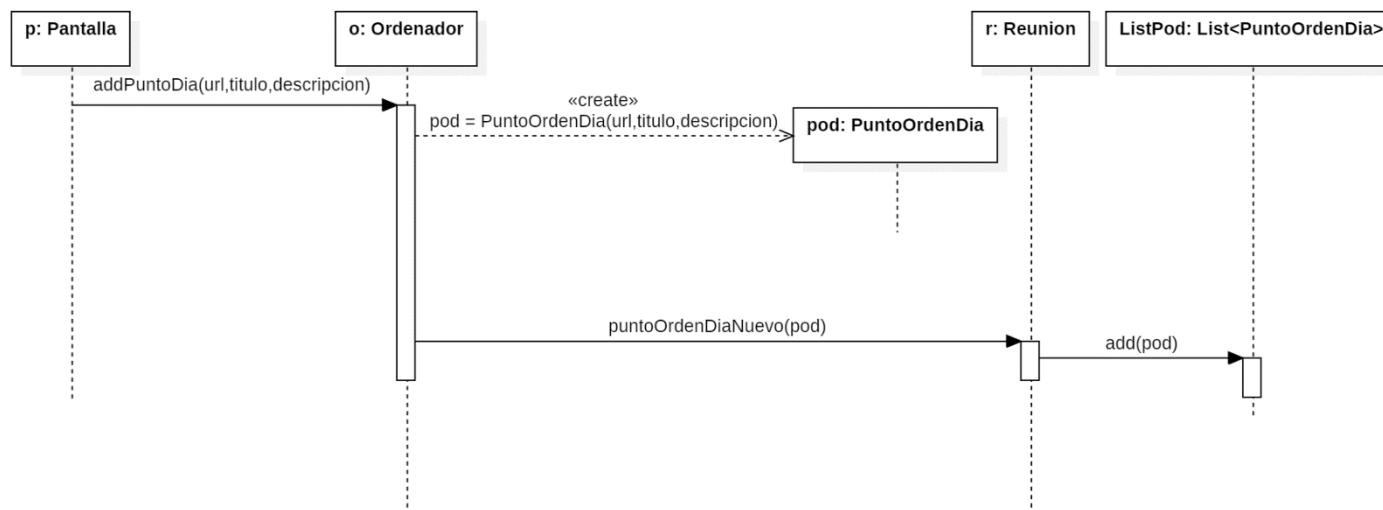 p: Pantalla
o: Ordenador
r: Reunion
ListPod: List<PuntoOrdenDia>
addPuntoDia(url,titulo,descripcion)
«create»
pod = PuntoOrdenDia(url,titulo,descripcion)
pod: PuntoOrdenDia
puntoOrdenDiaNuevo(pod)
add(pod)